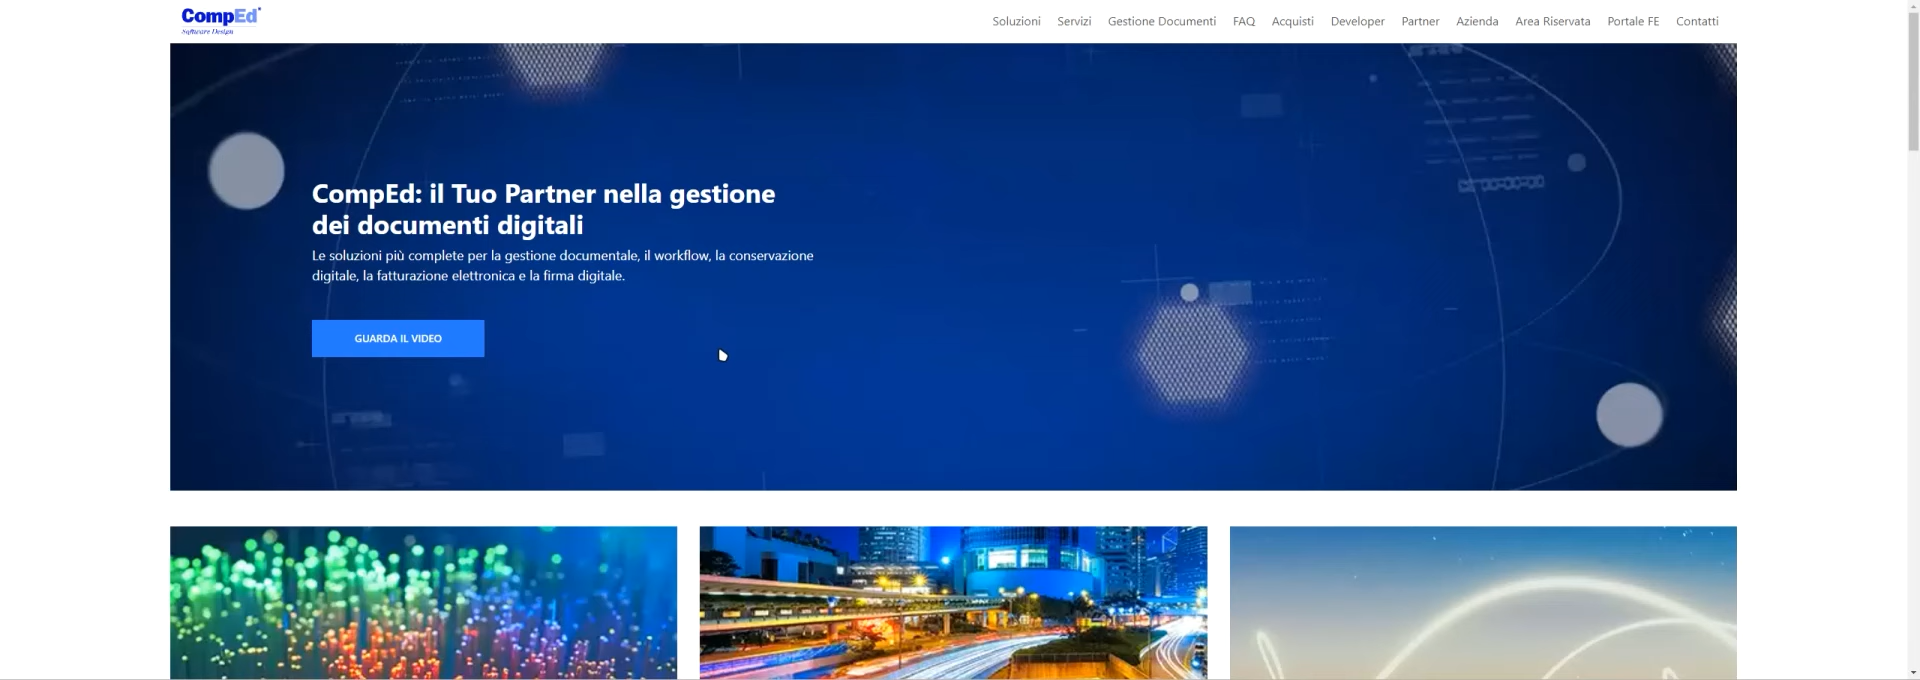 CompEd
Software Design
Soluzioni Servizi Gestione Documenti FAQ Acquisti Developer Partner Azienda Area Riservata Portale FE Contatti
CompEd: il Tuo Partner nella gestione
dei documenti digitali
Le soluzioni più complete per la gestione documentale, il workflow, la conservazione
digitale, la fatturazione elettronica e la firma digitale.
GUARDA IL VIDEO